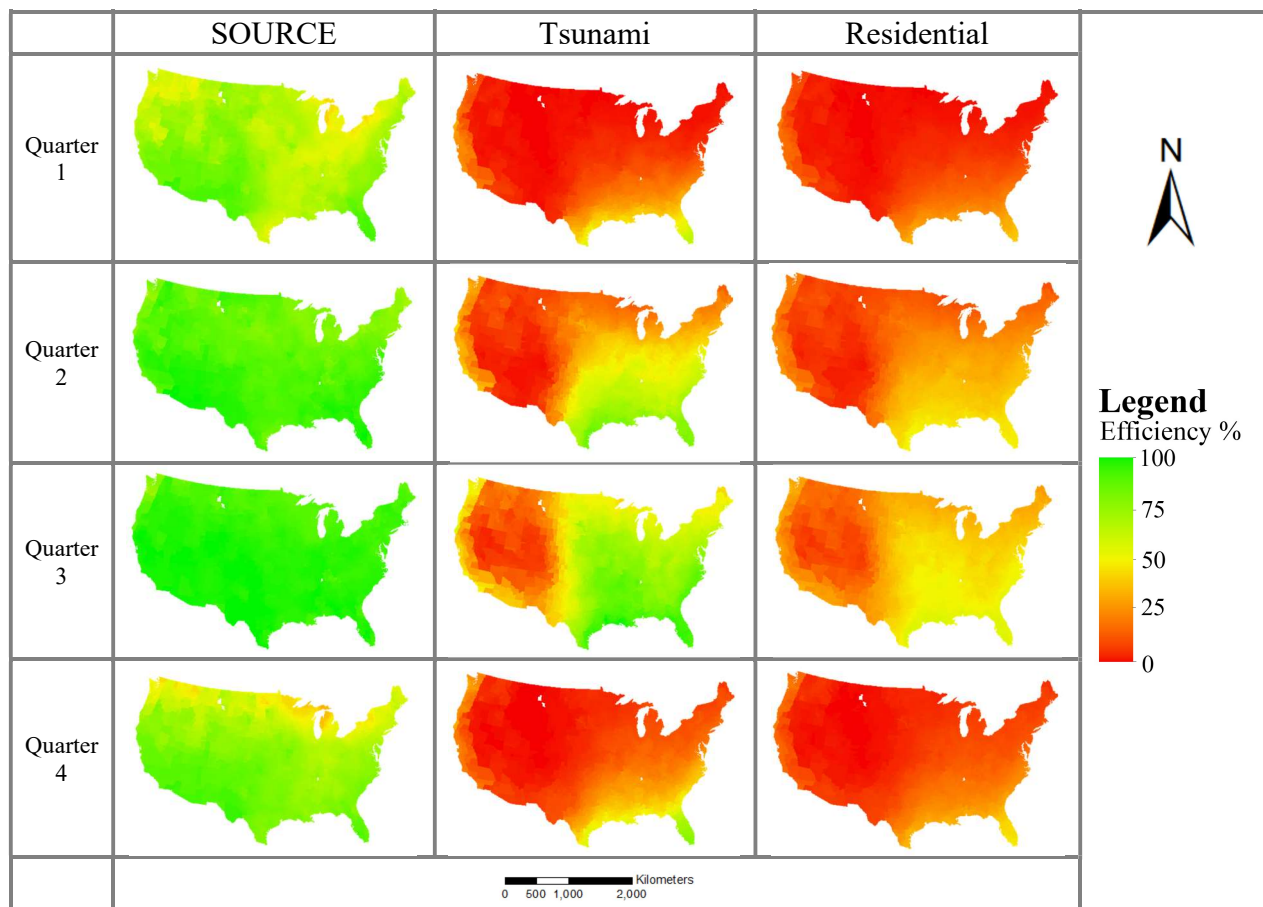 SOURCE
Tsunami
Residential
Quarter
1
Quarter
2
Quarter
3
Quarter
4
N
Legend
Efficiency %
100
75
50
25
0
Kilometers
0 500 1,000 2,000